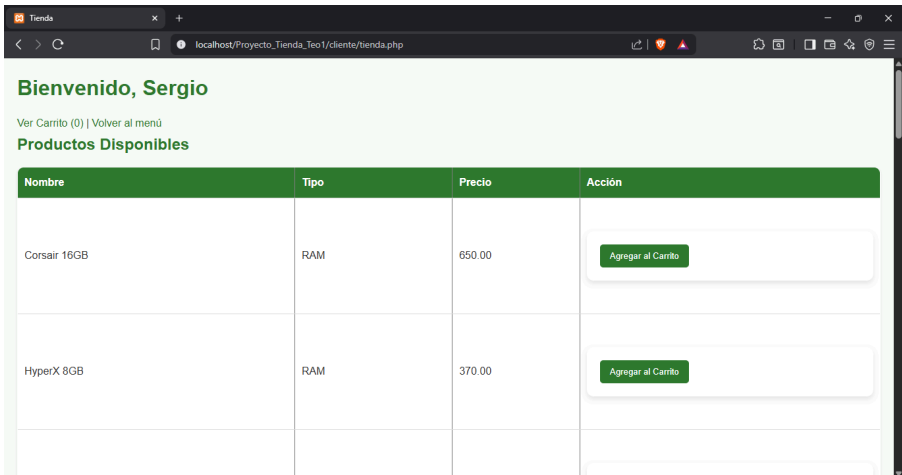 Tienda
localhost/Proyecto_Tienda_Teo1/cliente/tienda.php
Bienvenido, Sergio
Ver Carrito (0) | Volver al menú
Productos Disponibles
Nombre Tipo Precio Acción
Corsair 16GB RAM 650.00 Agregar al Carrito
HyperX 8GB RAM 370.00 Agregar al Carrito